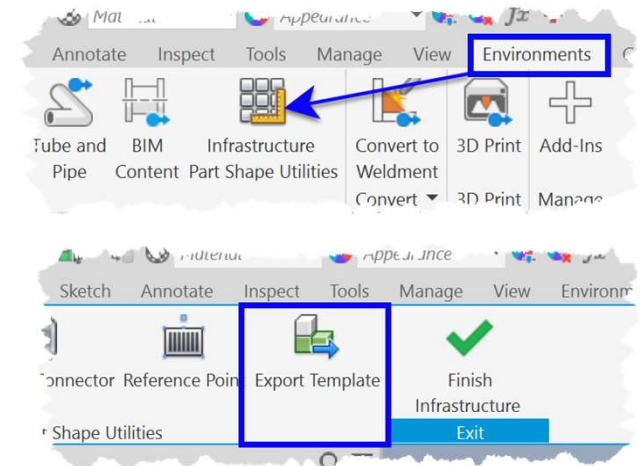 Annotate Inspect Tools Manage View Environments
Tube and BIM Infrastructure Convert to 3D Print Add-Ins
Pipe Content Part Shape Utilities Weldment
Convert 3D Print
Sketch Annotate Inspect Tools Manage View
Reference Export Template Finish
Infrastructure
Shape Utilities Exit